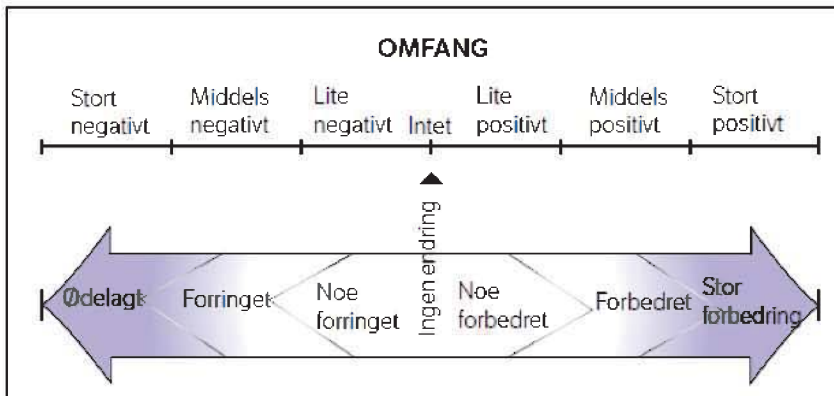 OMFANG
Stort
negativt
Middels
negativt
Lite
negativt
Intet
Lite
positivt
Middels
positivt
Stort
positivt
Ingen endring
Ødelagt
Forringet
Noe
forringet
Noe
forbedret
Forbedret
Stor
forbedring